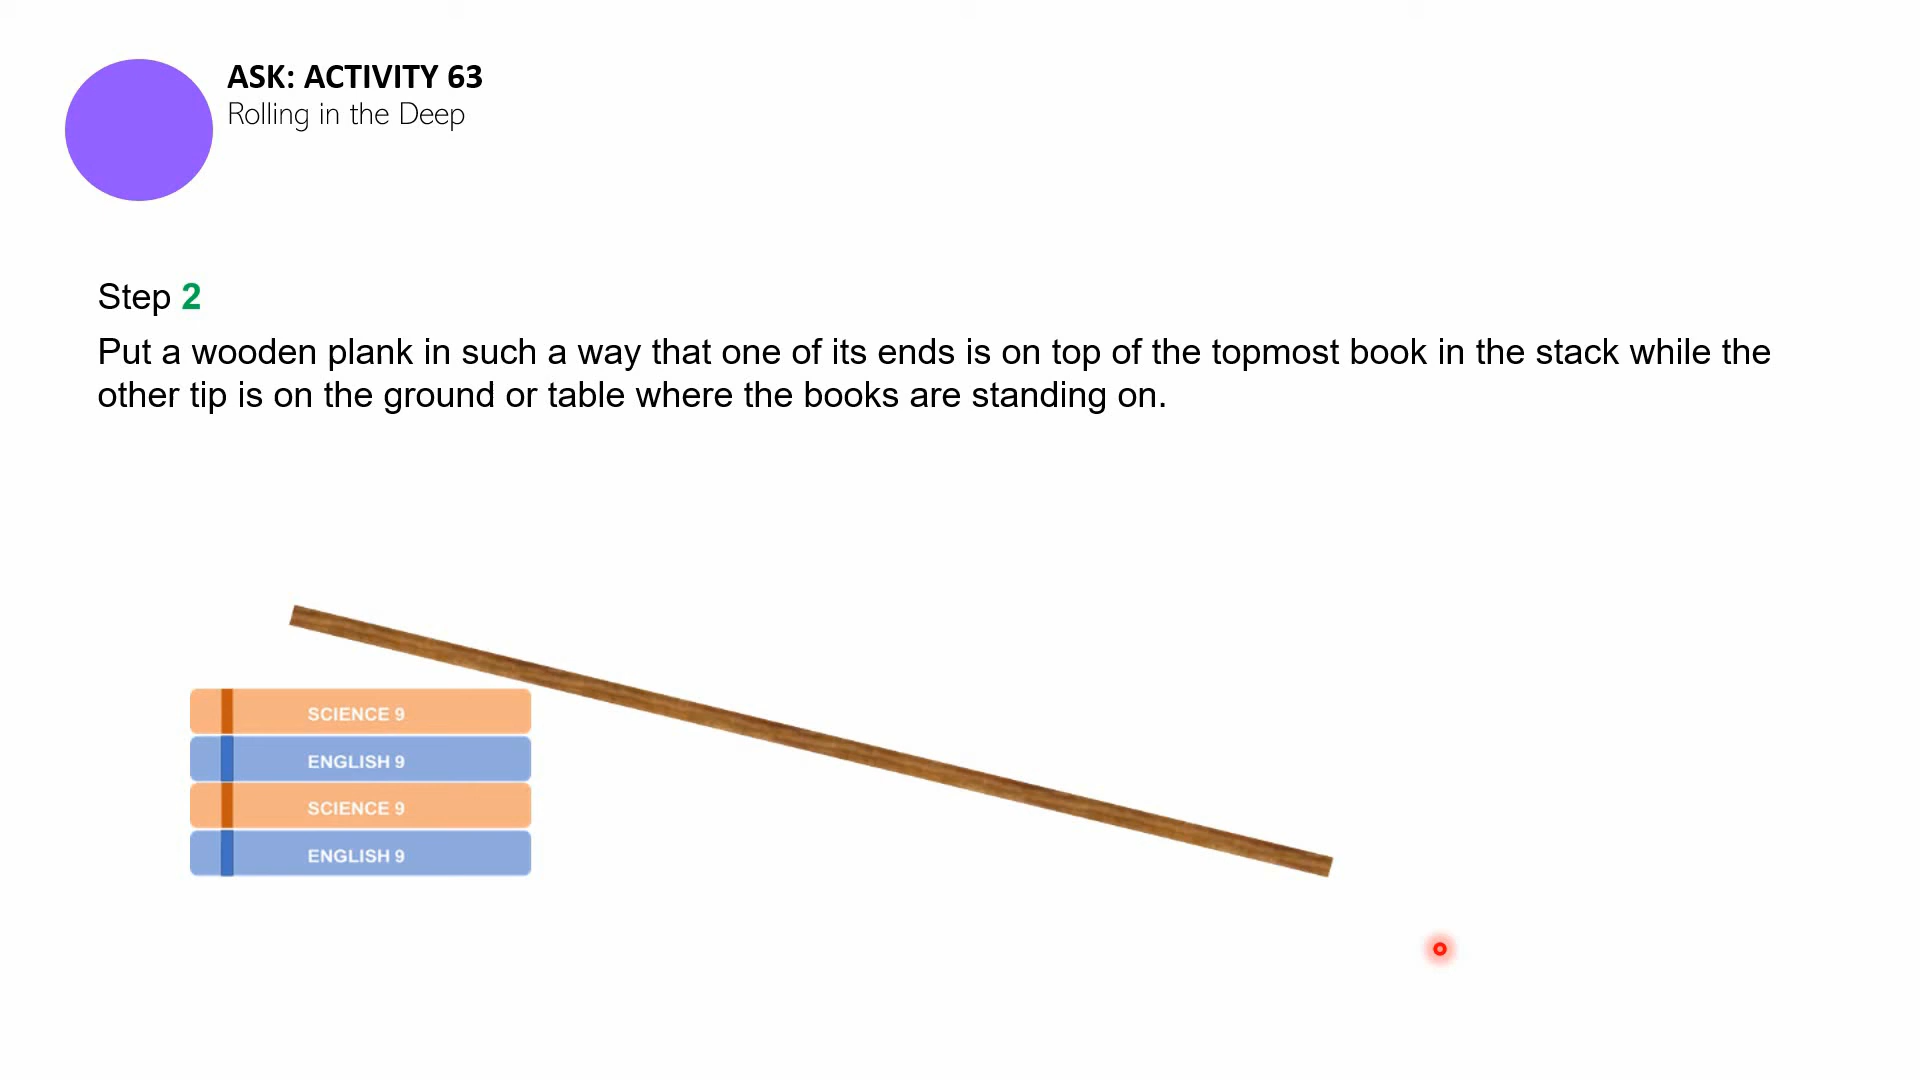 ASK: ACTIVITY 63
Rolling in the Deep
Step 2
Put a wooden plank in such a way that one of its ends is on top of the topmost book in the stack while the
other tip is on the ground or table where the books are standing on.
SCIENCE 9
ENGLISH 9
SCIENCE 9
ENGLISH 9